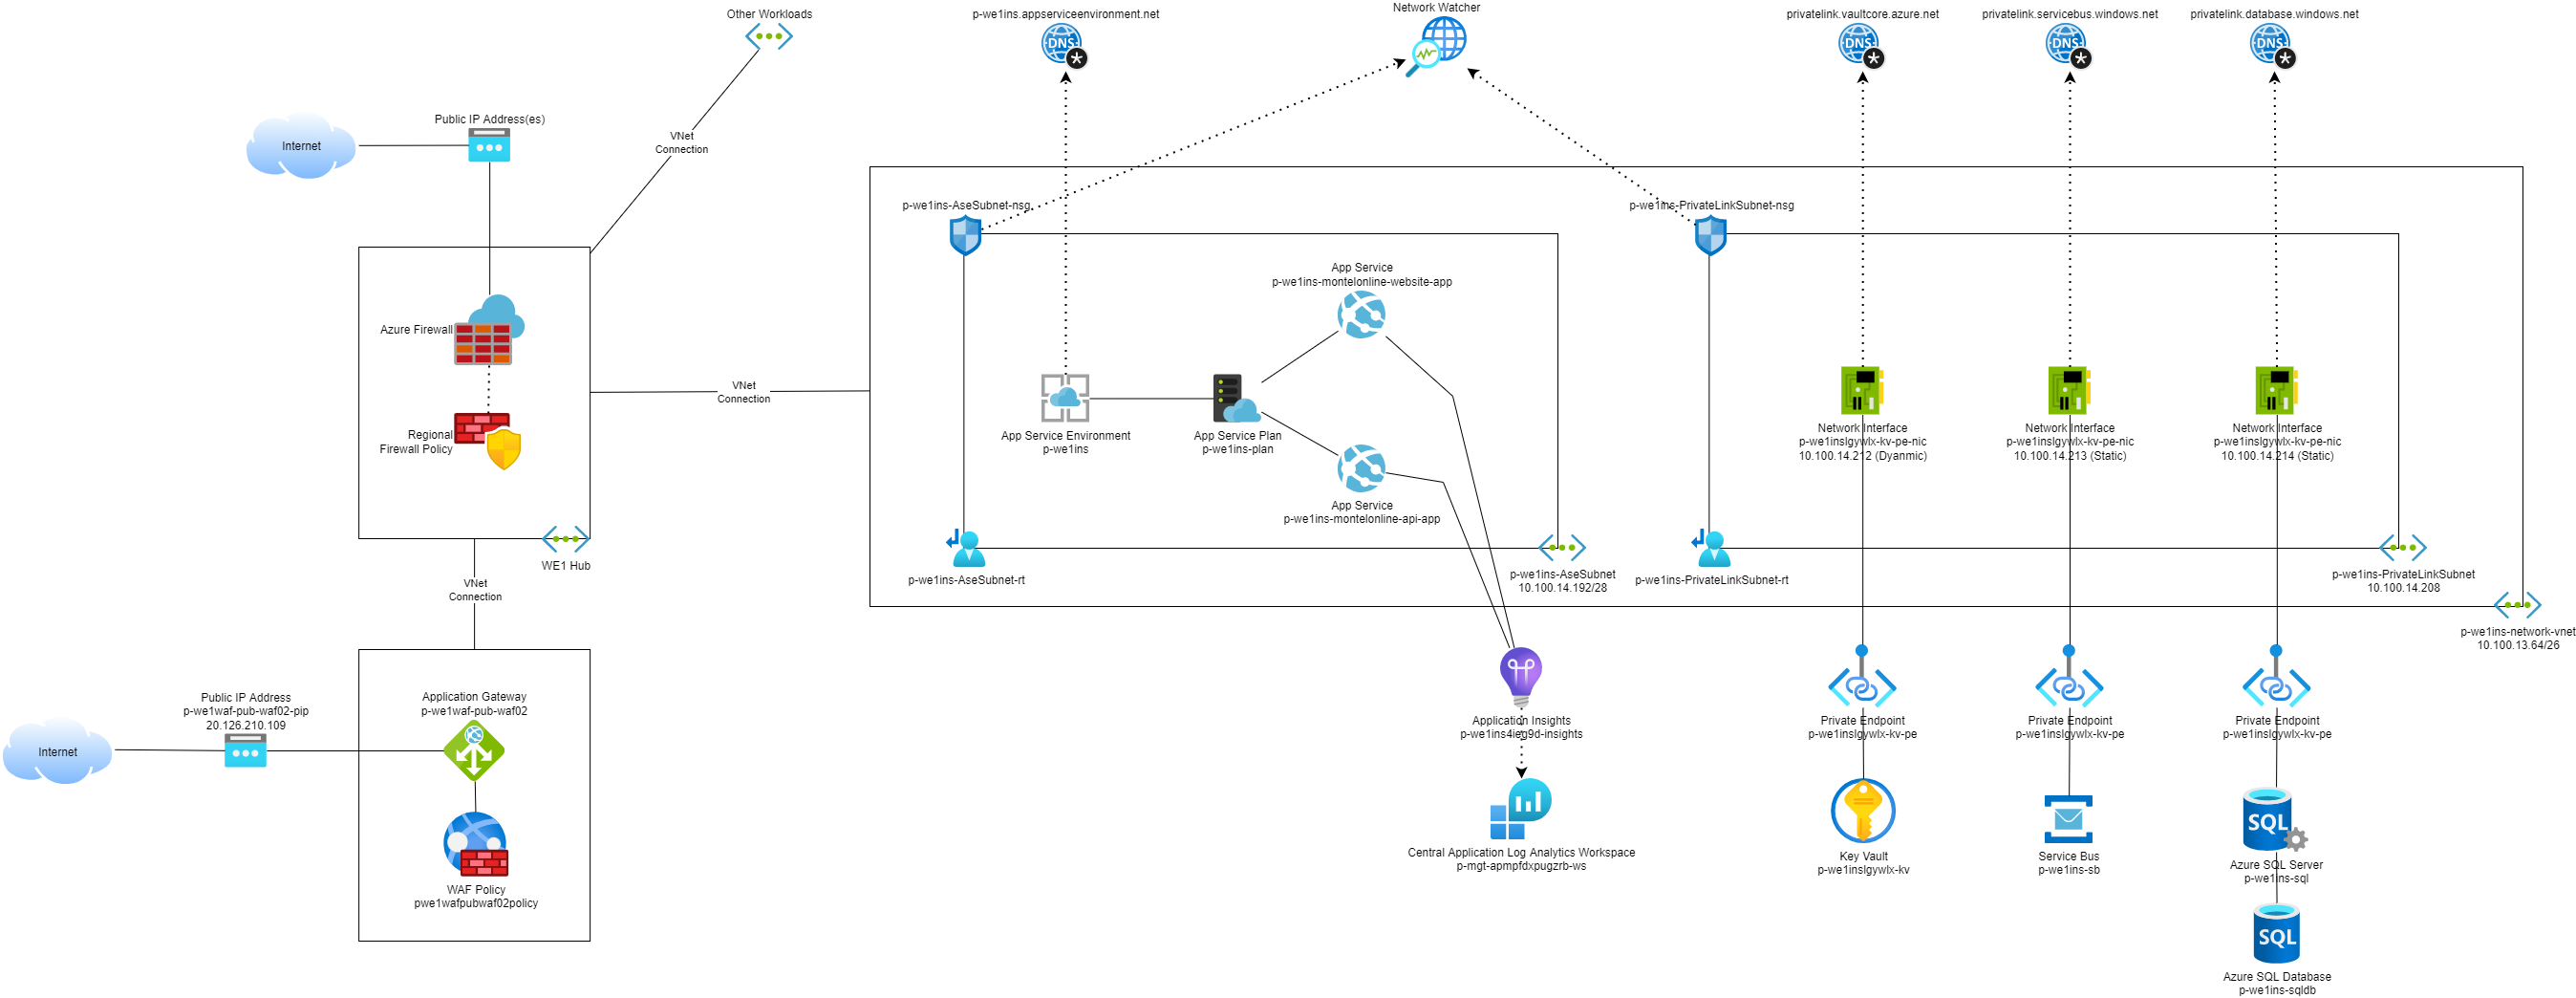 Other Workloads
p-we1ins.appserviceenvironment.net
Network Watcher
privatelink.vaultcore.azure.net
privatelink.servicebus.windows.net
privatelink.database.windows.net
DNS
DNS
DNS
DNS
Public IP Address(es)
Internet
VNet
Connection
p-we1ins-AseSubnet-nsg
p-we1ins-PrivateLinkSubnet-nsg
App Service
p-we1ins-montelonline-website-app
Azure Firewall
Regional
Firewall Policy
VNet
Connection
App Service Environment
p-we1ins
App Service Plan
p-we1ins-plan
App Service
p-we1ins-montelonline-api-app
Network Interface
p-we1inslgywlx-kv-pe-nic
10.100.14.212 (Dyanmic)
Network Interface
p-we1inslgywlx-kv-pe-nic
10.100.14.213 (Static)
Network Interface
p-we1inslgywlx-kv-pe-nic
10.100.14.214 (Static)
WE1 Hub
p-we1ins-AseSubnet-rt
p-we1ins-AseSubnet
10.100.14.192/28
p-we1ins-PrivateLinkSubnet-rt
p-we1ins-PrivateLinkSubnet
10.100.14.208
VNet
Connection
p-we1ins-network-vnet
10.100.13.64/26
Public IP Address
p-we1waf-pub-waf02-pip
20.126.210.109
Internet
Application Gateway
p-we1waf-pub-waf02
WAF Policy
pwe1wafpubwaf02policy
Application Insights
p-we1ins4ieg9d-insights
Central Application Log Analytics Workspace
p-mgt-apmpfdxpugzrb-ws
Private Endpoint
p-we1inslgywlx-kv-pe
Private Endpoint
p-we1inslgywlx-kv-pe
Private Endpoint
p-we1inslgywlx-kv-pe
Key Vault
p-we1inslgywlx-kv
Service Bus
p-we1ins-sb
SQL
Azure SQL Server
p-we1ins-sql
SQL
Azure SQL Database
p-we1ins-sqldb